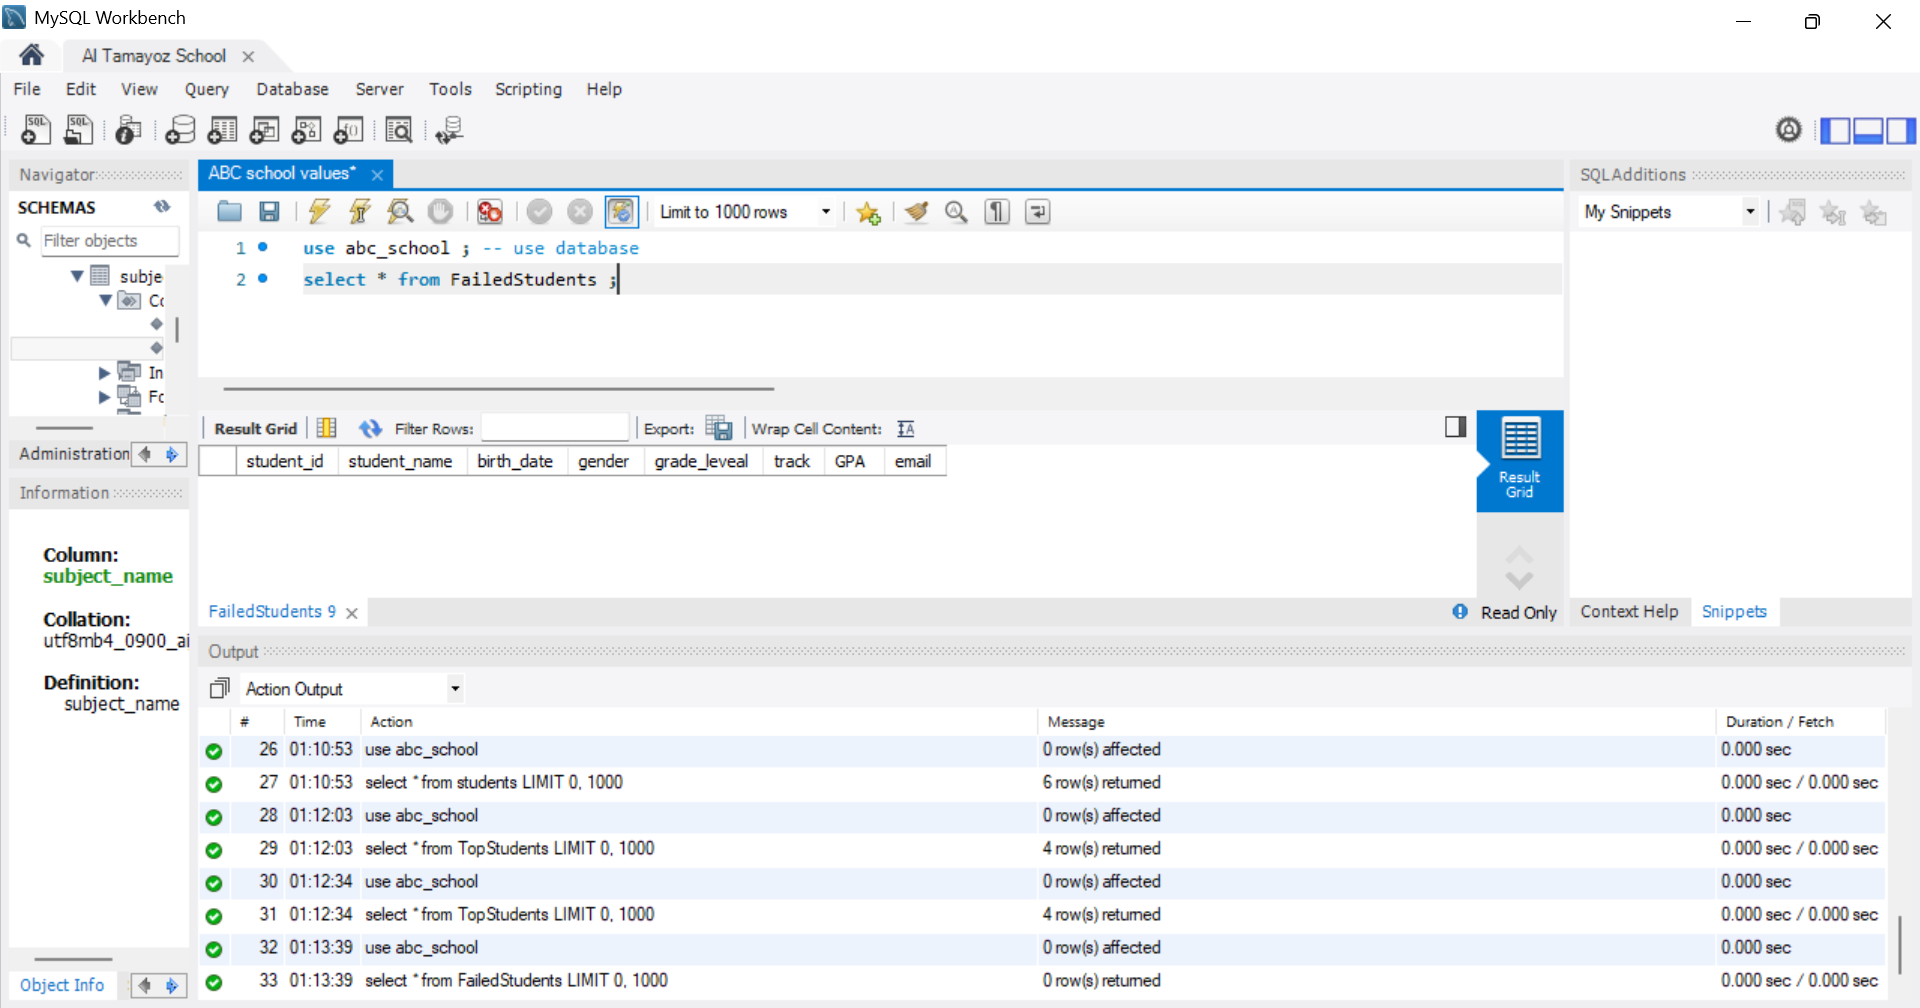 MySQL Workbench
Al Tamayoz School
File Edit View Query Database Server Tools Scripting Help
Navigator
SCHEMAS
Filter objects
subje
Co
In
Fo
Administration
Information
Column:
subject_name
Collation:
utf8mb4_0900_ai
Definition:
subject_name
Object Info
ABC school values*
Limit to 1000 rows
1 use abc_school ; -- use database
2 select * from FailedStudents ;
Result Grid Filter Rows: Export: Wrap Cell Content:
student_id student_name birth_date gender grade_leveal track GPA email
Result
Grid
FailedStudents 9
Read Only
SQLAdditions
My Snippets
Context Help Snippets
Output
Action Output
# Time Action Message Duration / Fetch
26 01:10:53 use abc_school 0 row(s) affected 0.000 sec
27 01:10:53 select * from students LIMIT 0, 1000 6 row(s) returned 0.000 sec / 0.000 sec
28 01:12:03 use abc_school 0 row(s) affected 0.000 sec
29 01:12:03 select * from TopStudents LIMIT 0, 1000 4 row(s) returned 0.000 sec / 0.000 sec
30 01:12:34 use abc_school 0 row(s) affected 0.000 sec
31 01:12:34 select * from TopStudents LIMIT 0, 1000 4 row(s) returned 0.000 sec / 0.000 sec
32 01:13:39 use abc_school 0 row(s) affected 0.000 sec
33 01:13:39 select * from FailedStudents LIMIT 0, 1000 0 row(s) returned 0.000 sec / 0.000 sec